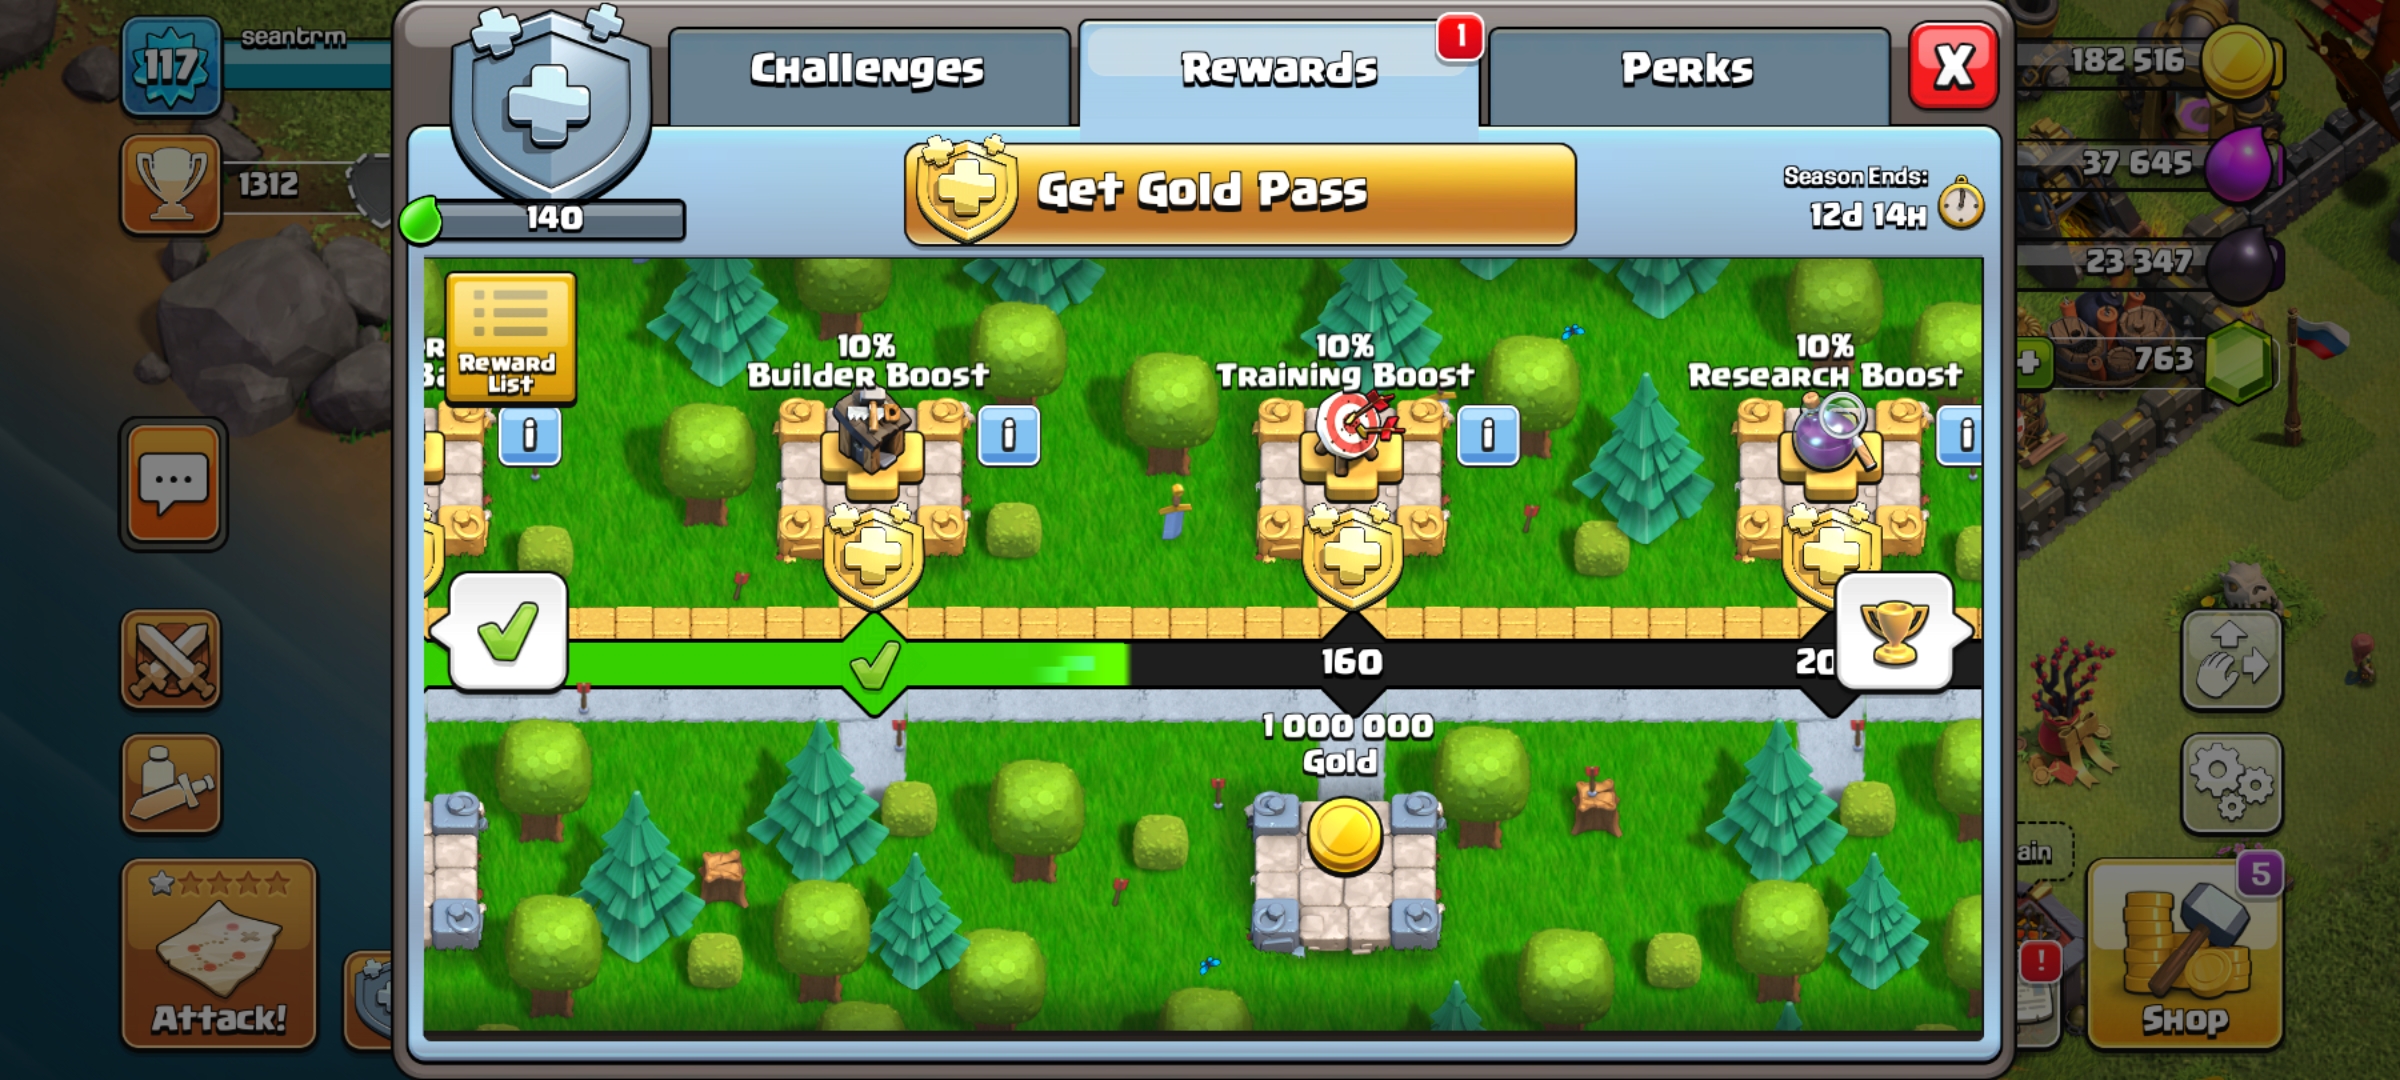 117
seantrm
1312
Challenges
Rewards
1
Perks
X
182 516
37 645
23 347
763
140
Get Gold Pass
Season Ends:
12d 14H
Reward
List
10%
Builder Boost
10%
Training Boost
10%
Research Boost
i
i
i
i
160
1 000 000
Gold
Attack!
5
!
Shop